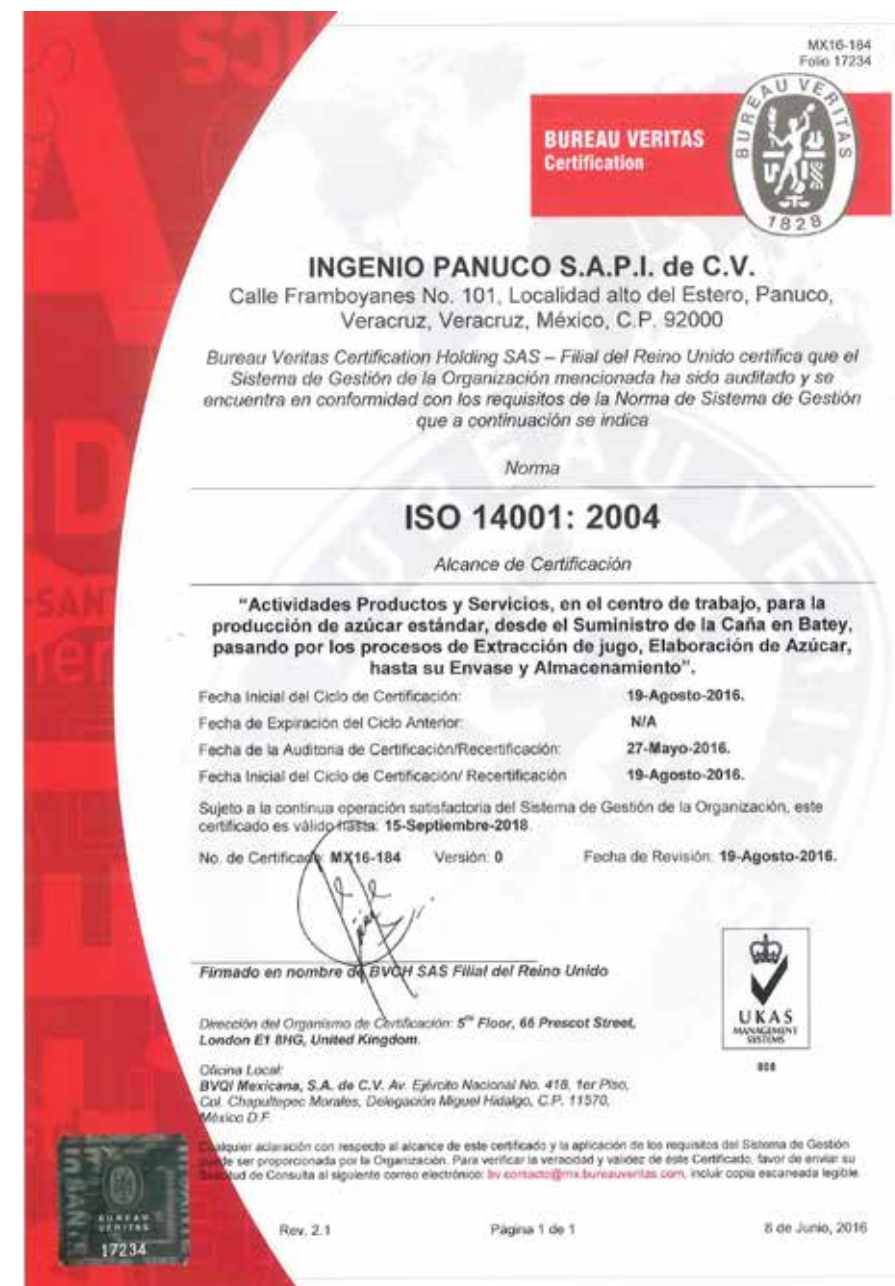 MX16-184
Folio 17234
BUREAU VERITAS
Certification
BUREAU VERITAS
1828
INGENIO PANUCO S.A.P.I. de C.V.
Calle Framboyanes No. 101, Localidad alto del Estero, Panuco,
Veracruz, Veracruz, México, C.P. 92000
Bureau Veritas Certification Holding SAS – Filial del Reino Unido certifica que el
Sistema de Gestión de la Organización mencionada ha sido auditado y se
encuentra en conformidad con los requisitos de la Norma de Sistema de Gestión
que a continuación se indica
Norma
ISO 14001: 2004
Alcance de Certificación
“Actividades Productos y Servicios, en el centro de trabajo, para la
producción de azúcar estándar, desde el Suministro de la Caña en Batey,
pasando por los procesos de Extracción de jugo, Elaboración de Azúcar,
hasta su Envase y Almacenamiento”.
Fecha Inicial del Ciclo de Certificación: 19-Agosto-2016.
Fecha de Expiración del Ciclo Anterior: N/A
Fecha de la Auditoria de Certificación/Recertificación: 27-Mayo-2016.
Fecha Inicial del Ciclo de Certificación/ Recertificación 19-Agosto-2016.
Sujeto a la continua operación satisfactoria del Sistema de Gestión de la Organización, este
certificado es válido hasta: 15-Septiembre-2018.
No. de Certificado: MX16-184 Versión: 0 Fecha de Revisión: 19-Agosto-2016.
Firmado en nombre de BVCH SAS Filial del Reino Unido
Dirección del Organismo de Certificación: 5th Floor, 66 Prescot Street,
London E1 8HG, United Kingdom.
Oficina Local:
BVQI Mexicana, S.A. de C.V. Av. Ejército Nacional No. 418, 1er Piso,
Col. Chapultepec Morales, Delegación Miguel Hidalgo, C.P. 11570,
México D.F.
UKAS
MANAGEMENT
SYSTEMS
008
Cualquier aclaración con respecto al alcance de este certificado y la aplicación de los requisitos del Sistema de Gestión
puede ser proporcionada por la Organización. Para verificar la veracidad y validez de éste Certificado, favor de enviar su
Solicitud de Consulta al siguiente correo electrónico: bv.contacto@mx.bureauveritas.com, incluir copia escaneada legible.
BUREAU
VERITAS
17234
Rev. 2.1 Página 1 de 1 8 de Junio, 2016